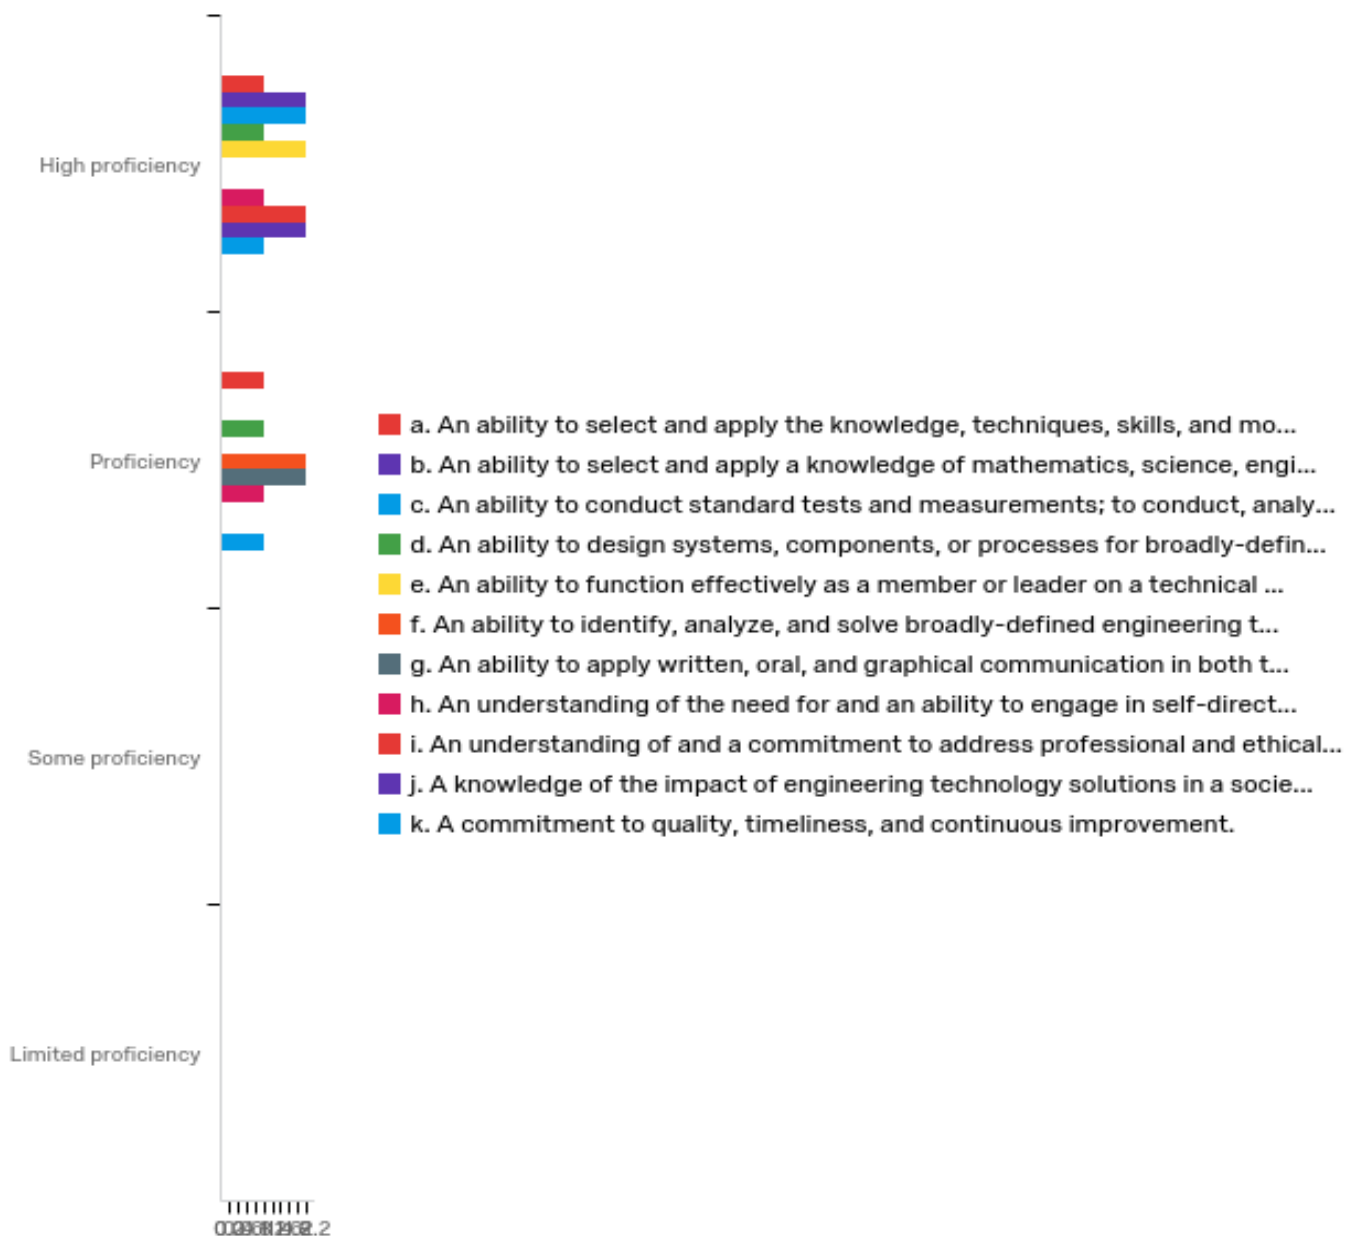 High proficiency
Proficiency
Some proficiency
Limited proficiency
a. An ability to select and apply the knowledge, techniques, skills, and mo...
b. An ability to select and apply a knowledge of mathematics, science, engi...
c. An ability to conduct standard tests and measurements; to conduct, analy...
d. An ability to design systems, components, or processes for broadly-defin...
e. An ability to function effectively as a member or leader on a technical ...
f. An ability to identify, analyze, and solve broadly-defined engineering t...
g. An ability to apply written, oral, and graphical communication in both t...
h. An understanding of the need for and an ability to engage in self-direct...
i. An understanding of and a commitment to address professional and ethical...
j. A knowledge of the impact of engineering technology solutions in a socie...
k. A commitment to quality, timeliness, and continuous improvement.